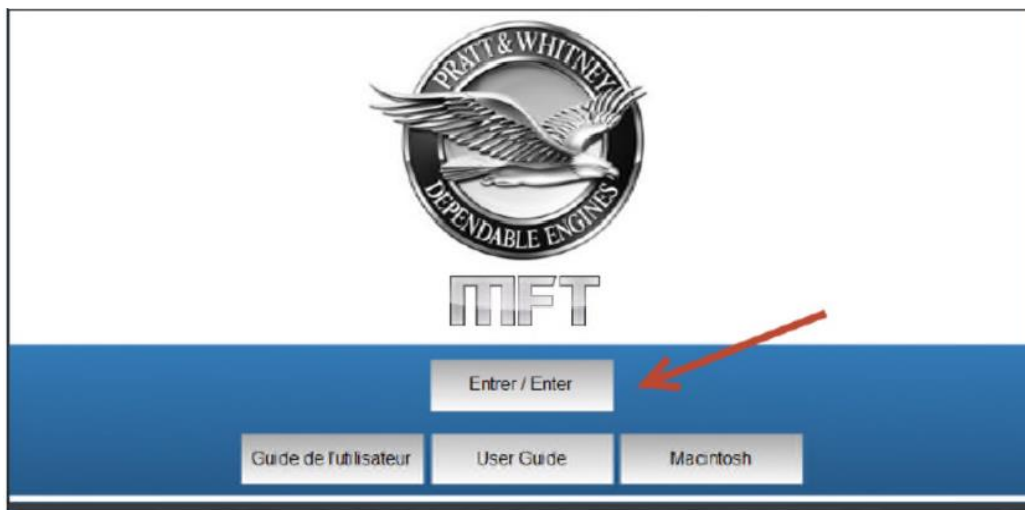 PRATT & WHITNEY
DEPENDABLE ENGINES
MFT
Entrer / Enter
Guide de l'utilisateur User Guide Macintosh